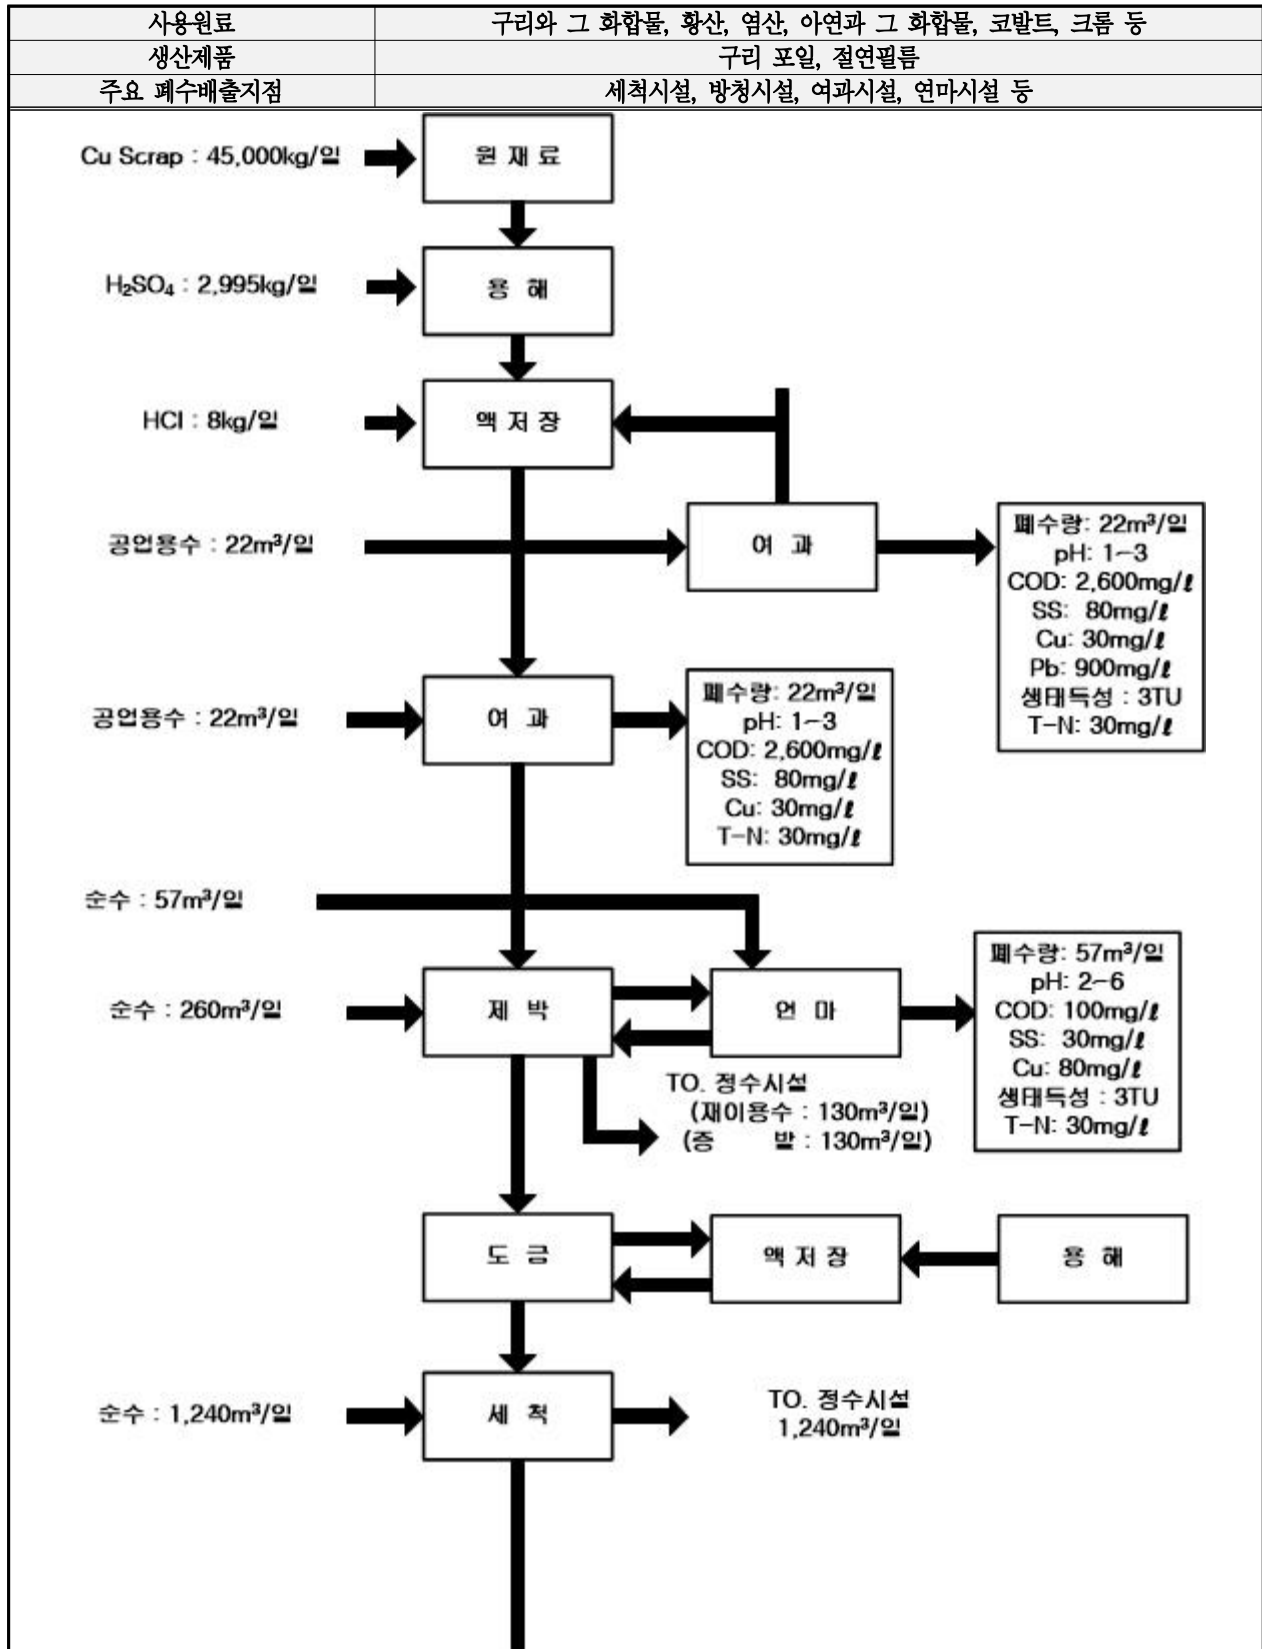 사용원료 구리와 그 화합물, 황산, 염산, 아연과 그 화합물, 코발트, 크롬 등
생산제품 구리 포일, 절연필름
주요 폐수배출지점 세척시설, 방청시설, 여과시설, 연마시설 등
Cu Scrap : 45,000kg/일
원 재 료
H₂SO₄ : 2,995kg/일
용 해
HCl : 8kg/일
액 저 장
공업용수 : 22m³/일
여 과
폐수량: 22m³/일
pH: 1~3
COD: 2,600mg/ℓ
SS: 80mg/ℓ
Cu: 30mg/ℓ
Pb: 900mg/ℓ
생태독성 : 3TU
T-N: 30mg/ℓ
공업용수 : 22m³/일
여 과
폐수량: 22m³/일
pH: 1~3
COD: 2,600mg/ℓ
SS: 80mg/ℓ
Cu: 30mg/ℓ
T-N: 30mg/ℓ
순수 : 57m³/일
순수 : 260m³/일
제 박
연 마
폐수량: 57m³/일
pH: 2~6
COD: 100mg/ℓ
SS: 30mg/ℓ
Cu: 80mg/ℓ
생태독성 : 3TU
T-N: 30mg/ℓ
TO. 정수시설
(재이용수 : 130m³/일)
(증 발 : 130m³/일)
도 금
액 저 장
용 해
순수 : 1,240m³/일
세 척
TO. 정수시설
1,240m³/일